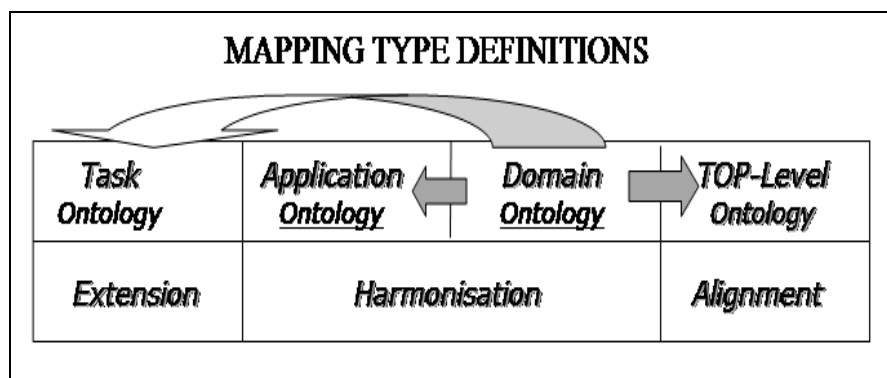 MAPPING TYPE DEFINITIONS
Task Ontology
Application Ontology
Domain Ontology
TOP-Level Ontology
Extension
Harmonisation
Alignment